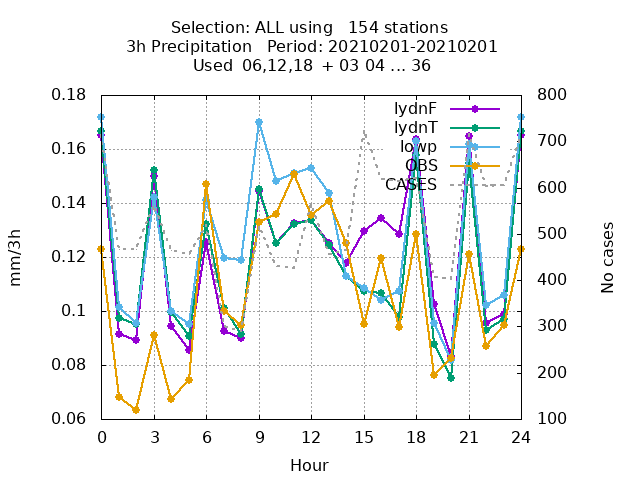 Selection: ALL using   154 stations
3h Precipitation   Period: 20210201-20210201
Used  06,12,18  + 03 04 ... 36
0.18
0.16
0.14
0.12
0.1
0.08
0.06
mm/3h
lydnF
lydnT
lowp
OBS
CASES
800
700
600
500
400
300
200
100
No cases
0 3 6 9 12 15 18 21 24
Hour